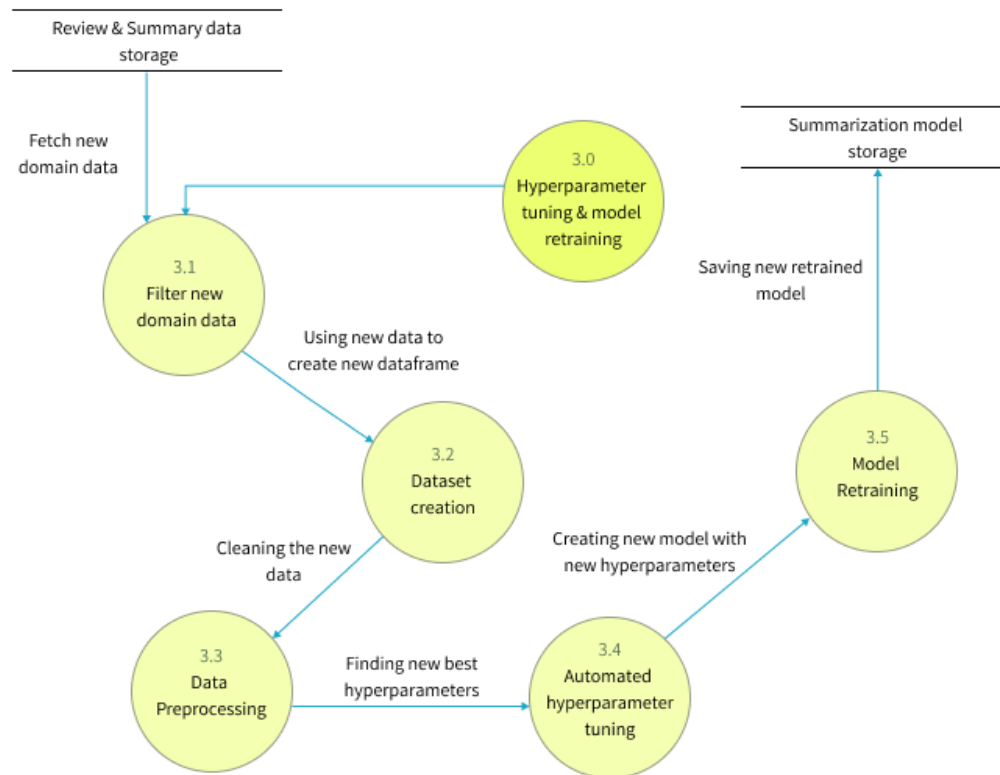 Review & Summary data
storage
Fetch new
domain data
3.0
Hyperparameter
tuning & model
retraining
Summarization model
storage
3.1
Filter new
domain data
Saving new retrained
model
Using new data to
create new dataframe
3.2
Dataset
creation
3.5
Model
Retraining
Cleaning the new
data
Creating new model with
new hyperparameters
3.3
Data
Preprocessing
Finding new best
hyperparameters
3.4
Automated
hyperparameter
tuning